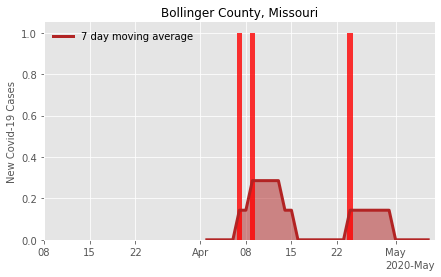 Bollinger County, Missouri
7 day moving average
New Covid-19 Cases
1.0
0.8
0.6
0.4
0.2
0.0
08 15 22 Apr 08 15 22 May
2020-May